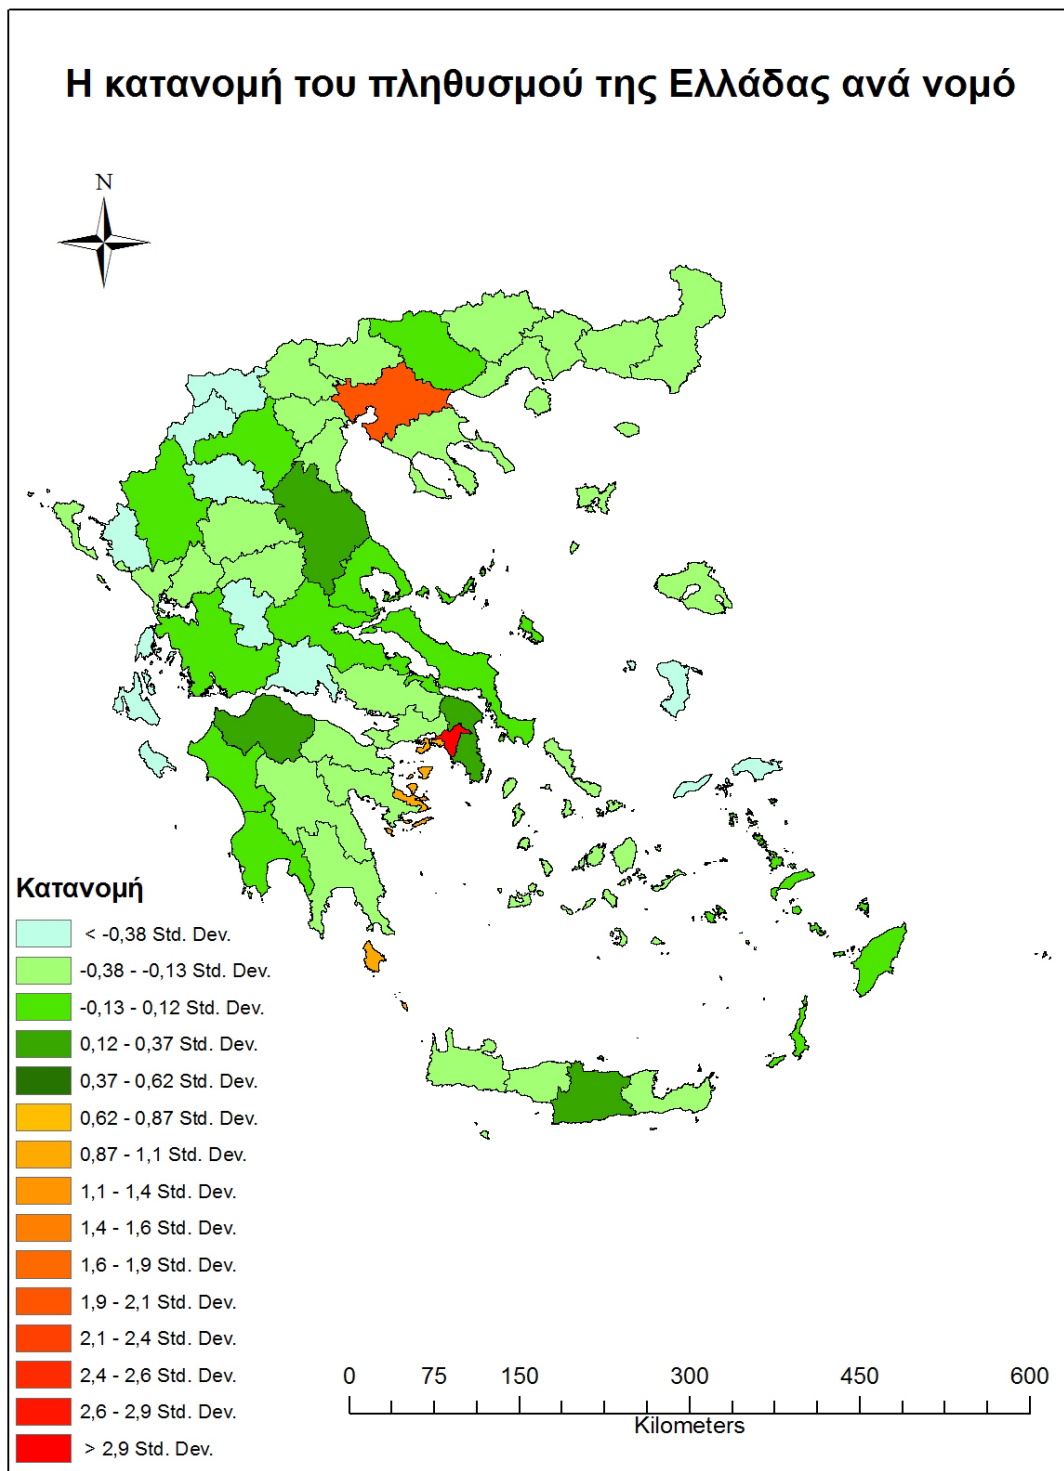 Η κατανομή του πληθυσμού της Ελλάδας ανά νομό
N
Κατανομή
< -0,38 Std. Dev.
-0,38 - -0,13 Std. Dev.
-0,13 - 0,12 Std. Dev.
0,12 - 0,37 Std. Dev.
0,37 - 0,62 Std. Dev.
0,62 - 0,87 Std. Dev.
0,87 - 1,1 Std. Dev.
1,1 - 1,4 Std. Dev.
1,4 - 1,6 Std. Dev.
1,6 - 1,9 Std. Dev.
1,9 - 2,1 Std. Dev.
2,1 - 2,4 Std. Dev.
2,4 - 2,6 Std. Dev.
2,6 - 2,9 Std. Dev.
> 2,9 Std. Dev.
0 75 150 300 450 600
Kilometers